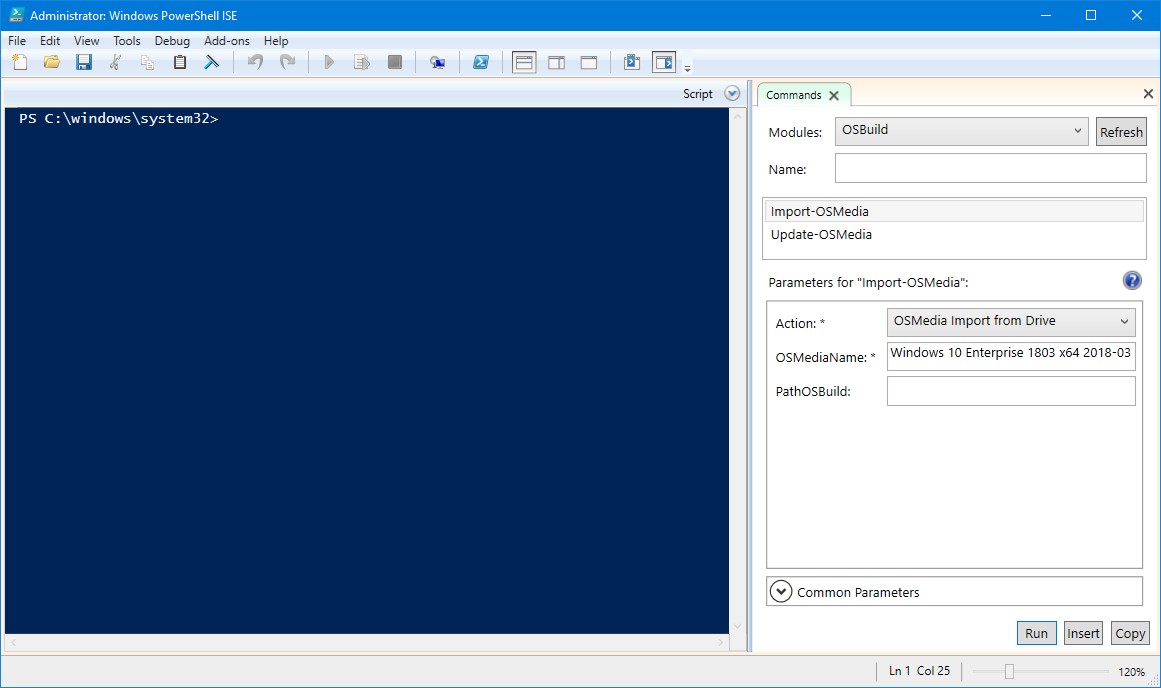 Administrator: Windows PowerShell ISE
File Edit View Tools Debug Add-ons Help
Script
PS C:\windows\system32>
Commands
Modules: OSBuild Refresh
Name:
Import-OSMedia
Update-OSMedia
Parameters for "Import-OSMedia":
Action: * OSMedia Import from Drive
OSMediaName: * Windows 10 Enterprise 1803 x64 2018-03
PathOSBuild:
Common Parameters
Run Insert Copy
Ln 1 Col 25 120%